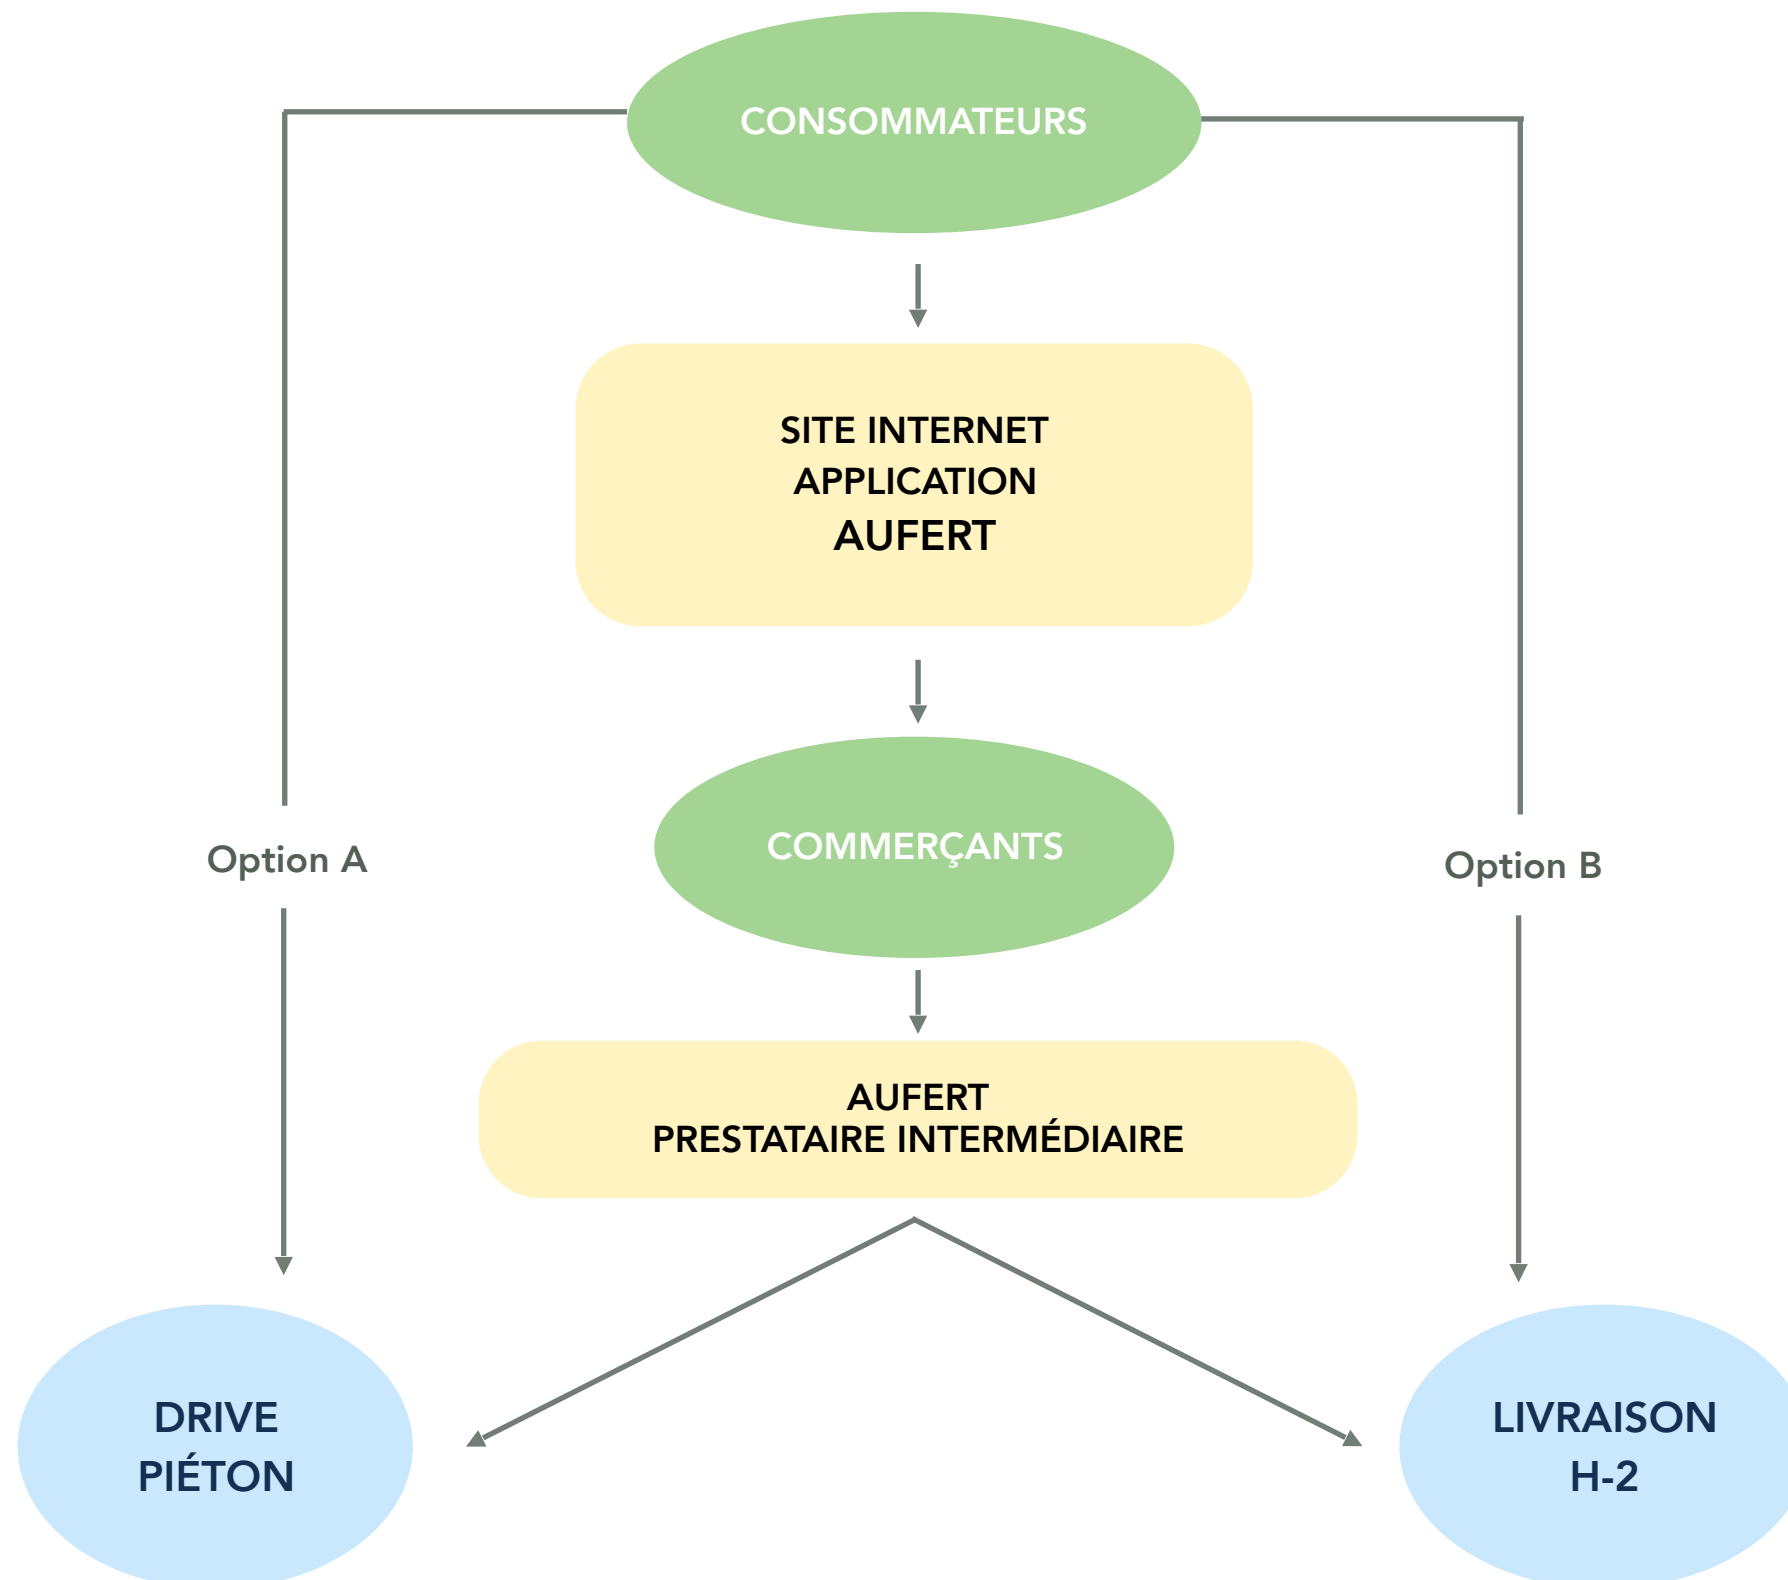 CONSOMMATEURS
SITE INTERNET
APPLICATION
AUFERT
COMMERÇANTS
Option A
Option B
AUFERT
PRESTATAIRE INTERMÉDIAIRE
DRIVE
PIÉTON
LIVRAISON
H-2